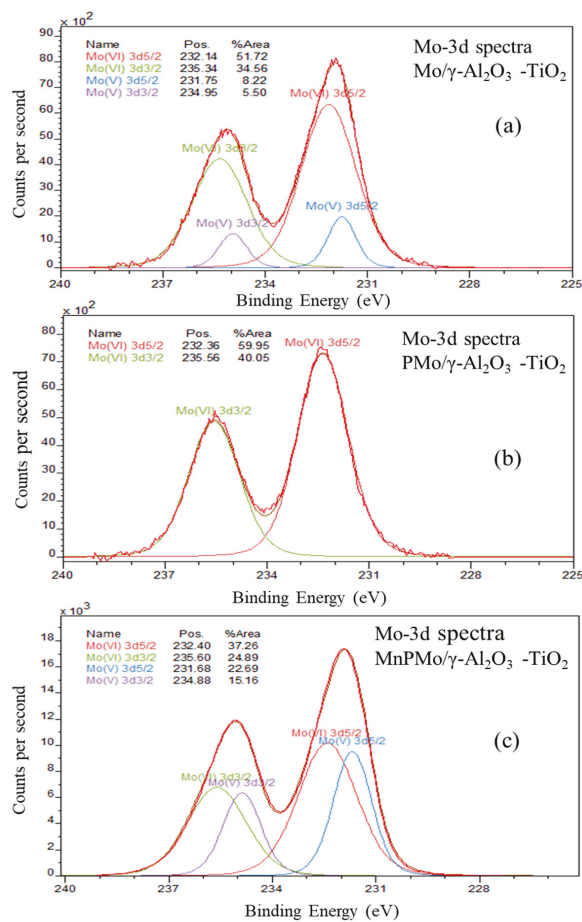 x 10²
Name Pos. %Area
Mo(VI) 3d5/2 232.14 51.72
Mo(VI) 3d3/2 235.34 34.56
Mo(V) 3d5/2 231.75 8.22
Mo(V) 3d3/2 234.95 5.50
Mo-3d spectra
Mo/γ-Al₂O₃ -TiO₂
(a)
Mo(VI) 3d5/2
Mo(VI) 3d3/2
Mo(V) 3d5/2
Mo(V) 3d3/2
Counts per second
90
80
70
60
50
40
30
20
10
0
240 237 234 231 228 225
Binding Energy (eV)
x 10²
Name Pos. %Area
Mo(VI) 3d5/2 232.36 59.95
Mo(VI) 3d3/2 235.56 40.05
Mo(VI) 3d5/2
Mo-3d spectra
PMo/γ-Al₂O₃ -TiO₂
Mo(VI) 3d3/2
(b)
Counts per second
70
60
50
40
30
20
10
0
240 237 234 231 228 225
Binding Energy (eV)
x 10³
Name Pos. %Area
Mo(VI) 3d5/2 232.40 37.26
Mo(VI) 3d3/2 235.60 24.89
Mo(V) 3d5/2 231.68 22.69
Mo(V) 3d3/2 234.88 15.16
Mo-3d spectra
MnPMo/γ-Al₂O₃ -TiO₂
(c)
Mo(VI) 3d5/2
Mo(V) 3d5/2
Mo(VI) 3d3/2
Mo(V) 3d3/2
Counts per second
18
16
14
12
10
8
6
4
2
0
240 237 234 231 228
Binding Energy (eV)